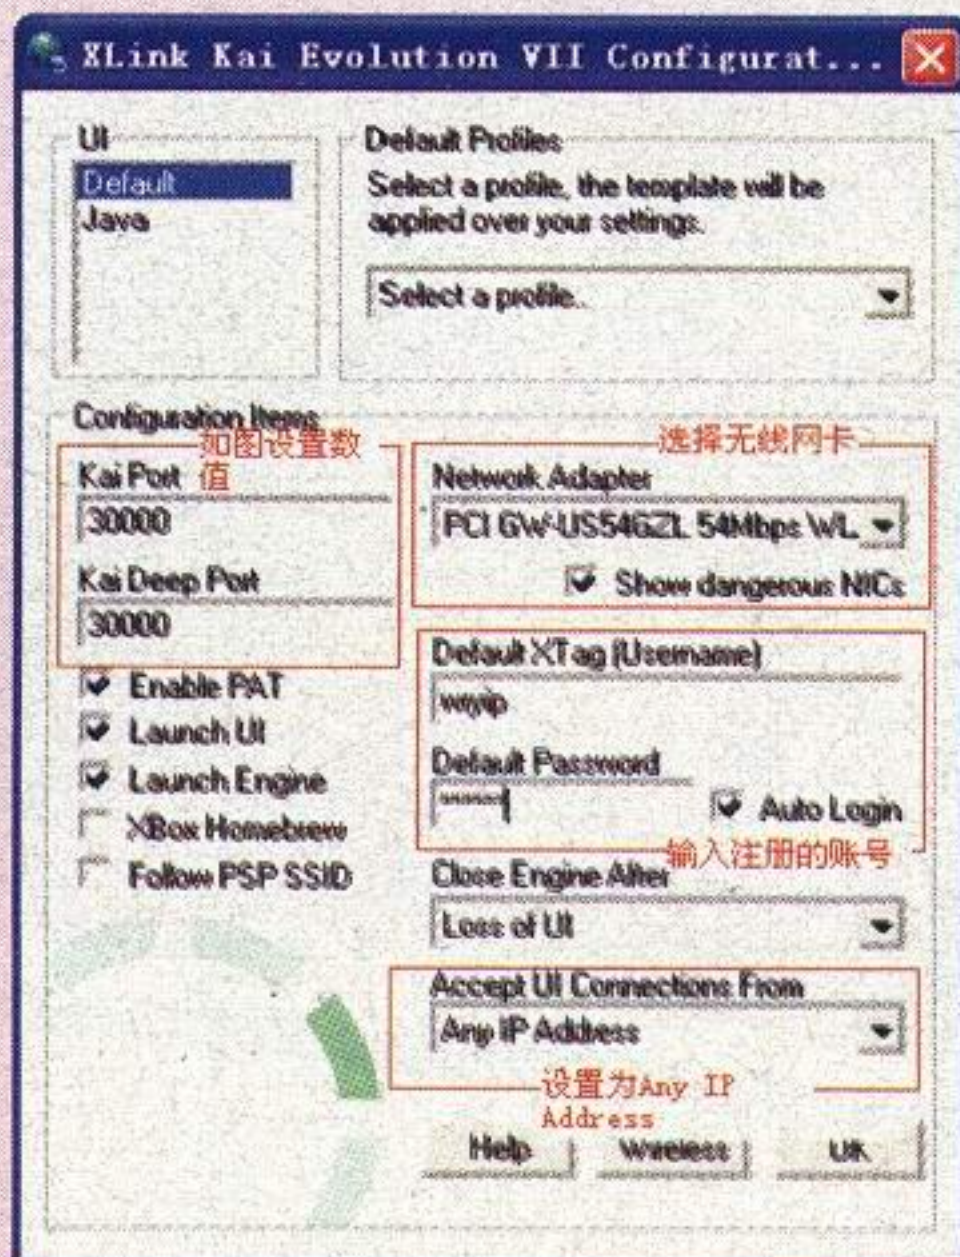 XLink Kai Evolution VII Configurat...
UI
Default
Java
Default Profiles
Select a profile, the template will be
applied over your settings.
Select a profile..
Configuration Items
如图设置数
值
Kai Port
30000
Kai Deep Port
30000
Enable PAT
Launch UI
Launch Engine
XBox Homebrew
Follow PSP SSID
选择无线网卡
Network Adapter
PCI GW-US54GZL 54Mbps WL
Show dangerous NICs
Default XTag (Username)
Default Password
Auto Login
输入注册的账号
Close Engine After
Loss of UI
Accept UI Connections From
Any IP Address
设置为Any IP
Address
Help
Wireless
OK